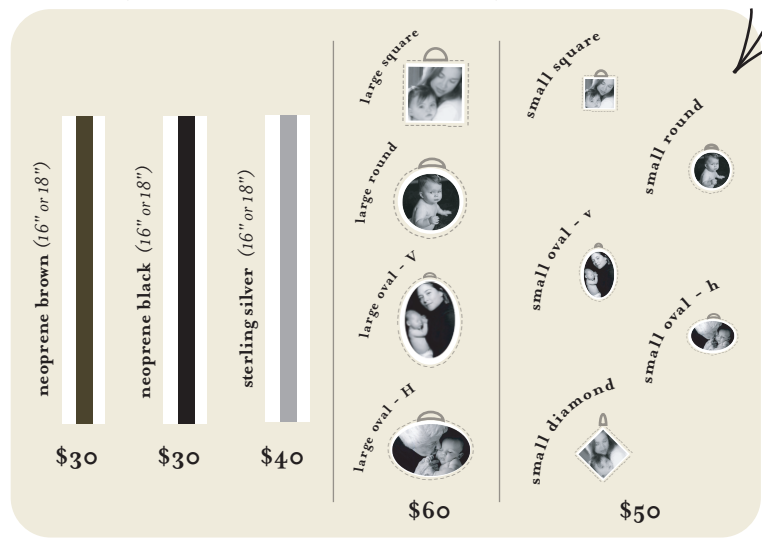 neoprene brown (16" or 18")
$30
neoprene black (16" or 18")
$30
sterling silver (16" or 18")
$40
large square
large round
large oval - V
large oval - H
$60
small square
small round
small oval - v
small oval - h
small diamond
$50